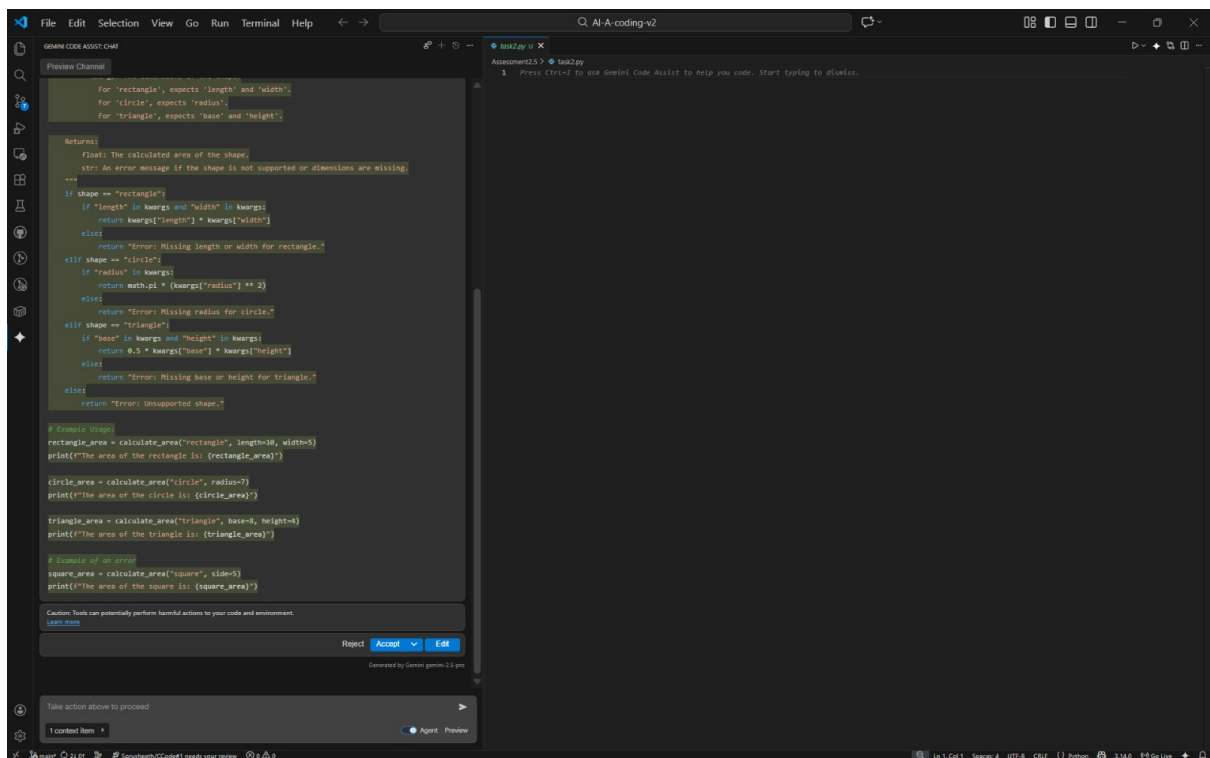 File Edit Selection View Go Run Terminal Help
AI-A-coding-v2
GEMINI CODE ASSIST: CHAT
Preview Channel
For 'rectangle', expects 'length' and 'width'.
For 'circle', expects 'radius'.
For 'triangle', expects 'base' and 'height'.
Returns:
float: The calculated area of the shape.
str: An error message if the shape is not supported or dimensions are missing.
"""
if shape == "rectangle":
if "length" in kwargs and "width" in kwargs:
return kwargs["length"] * kwargs["width"]
else:
return "Error: Missing length or width for rectangle."
elif shape == "circle":
if "radius" in kwargs:
return math.pi * (kwargs["radius"] ** 2)
else:
return "Error: Missing radius for circle."
elif shape == "triangle":
if "base" in kwargs and "height" in kwargs:
return 0.5 * kwargs["base"] * kwargs["height"]
else:
return "Error: Missing base or height for triangle."
else:
return "Error: Unsupported shape."
# Example Usage:
rectangle_area = calculate_area("rectangle", length=10, width=5)
print(f"The area of the rectangle is: {rectangle_area}")
circle_area = calculate_area("circle", radius=7)
print(f"The area of the circle is: {circle_area}")
triangle_area = calculate_area("triangle", base=8, height=4)
print(f"The area of the triangle is: {triangle_area}")
# Example of an error
square_area = calculate_area("square", side=5)
print(f"The area of the square is: {square_area}")
Caution: Tools can potentially perform harmful actions to your code and environment.
Learn more
Reject Accept Edit
Generated by Gemini gemini-2.5-pro
Take action above to proceed
1 context item
Agent Preview
task2.py U
Assessment2.5 > task2.py
1 Press Ctrl+I to ask Gemini Code Assist to help you code. Start typing to dismiss.
main* 2↓ 0↑ needs your review 0 0
Ln 1, Col 1 Spaces: 4 UTF-8 CRLF {} Python 3.14.0 Go Live